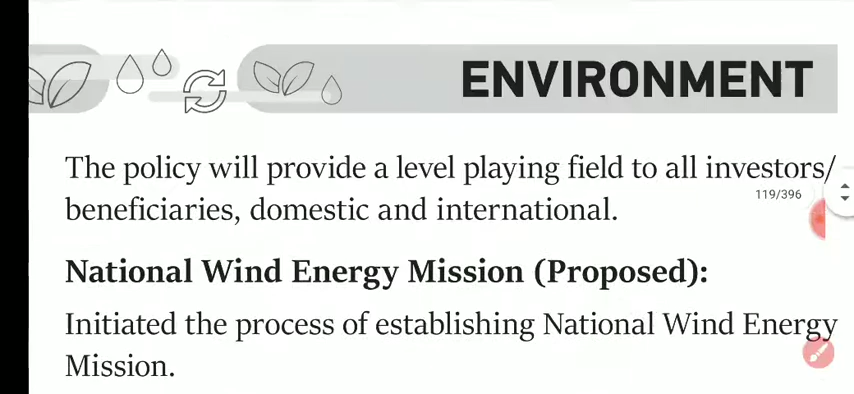 ENVIRONMENT
The policy will provide a level playing field to all investors/
119/396
beneficiaries, domestic and international.
National Wind Energy Mission (Proposed):
Initiated the process of establishing National Wind Energy
Mission.